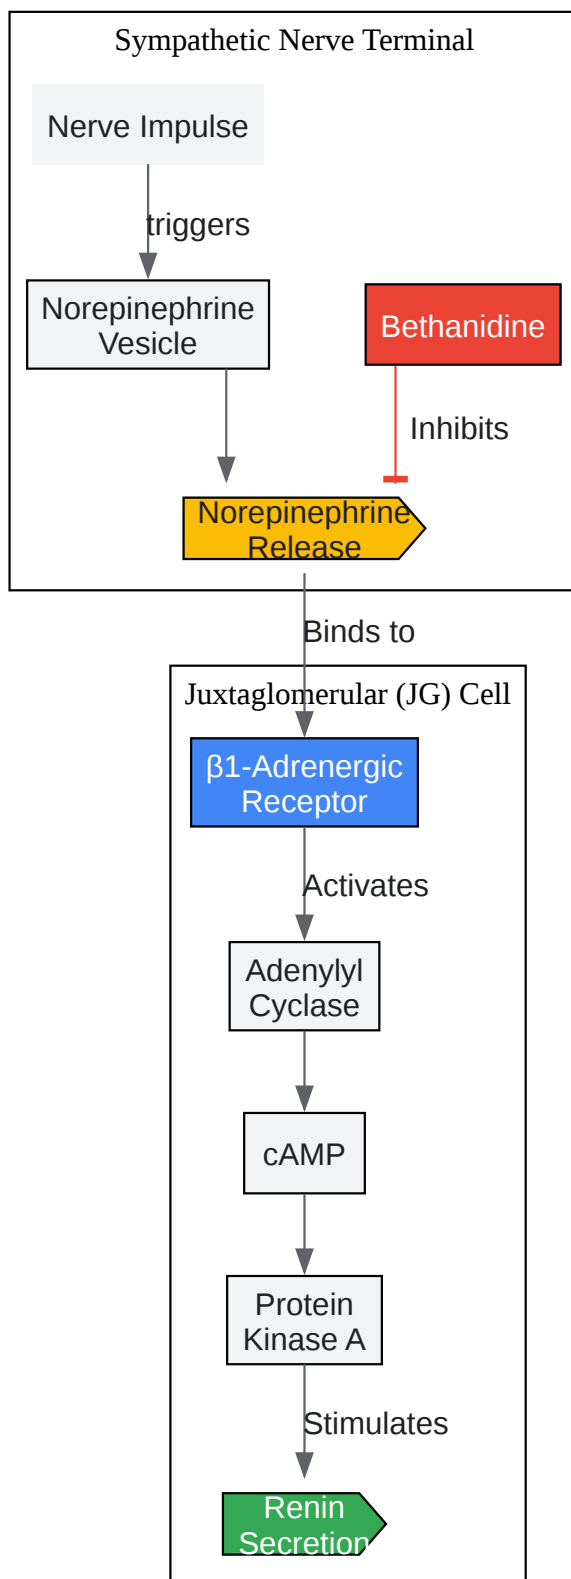 Sympathetic Nerve Terminal
Nerve Impulse
triggers
Norepinephrine
Vesicle
Bethanidine
Inhibits
Norepinephrine
Release
Binds to
Juxtaglomerular (JG) Cell
β1-Adrenergic
Receptor
Activates
Adenylyl
Cyclase
cAMP
Protein
Kinase A
Stimulates
Renin
Secretion